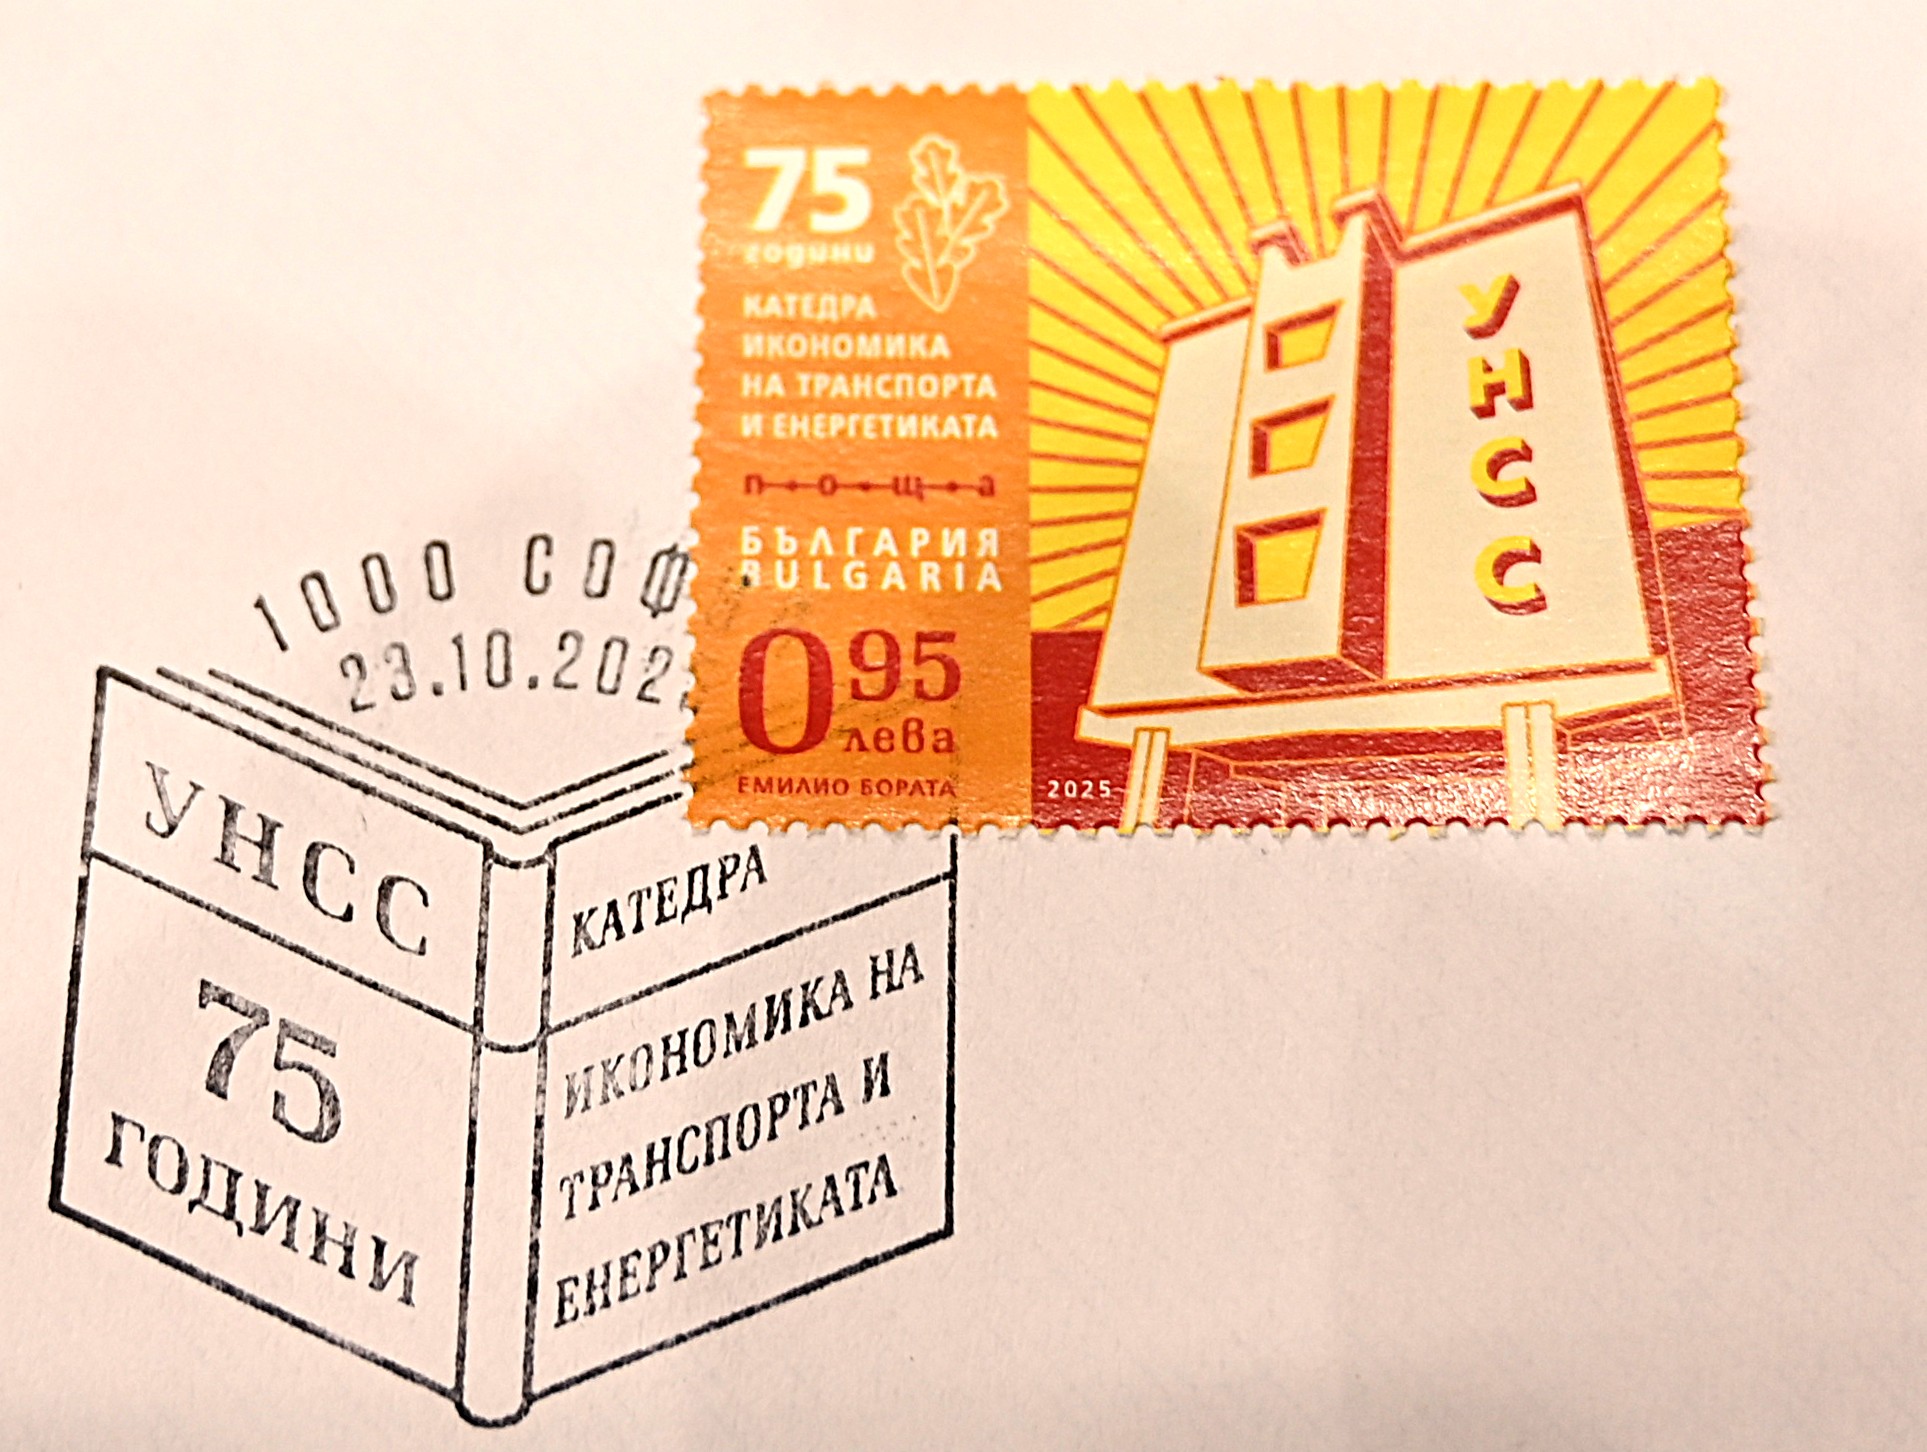 75
години
КАТЕДРА
ИКОНОМИКА
НА ТРАНСПОРТА
И ЕНЕРГЕТИКАТА
поща
БЪЛГАРИЯ
BULGARIA
0 95
лева
ЕМИЛИО БОРАТА
2025
У
Н
С
С
1000 СОФ
23.10.202
УНСС
75
ГОДИНИ
КАТЕДРА
ИКОНОМИКА НА
ТРАНСПОРТА И
ЕНЕРГЕТИКАТА